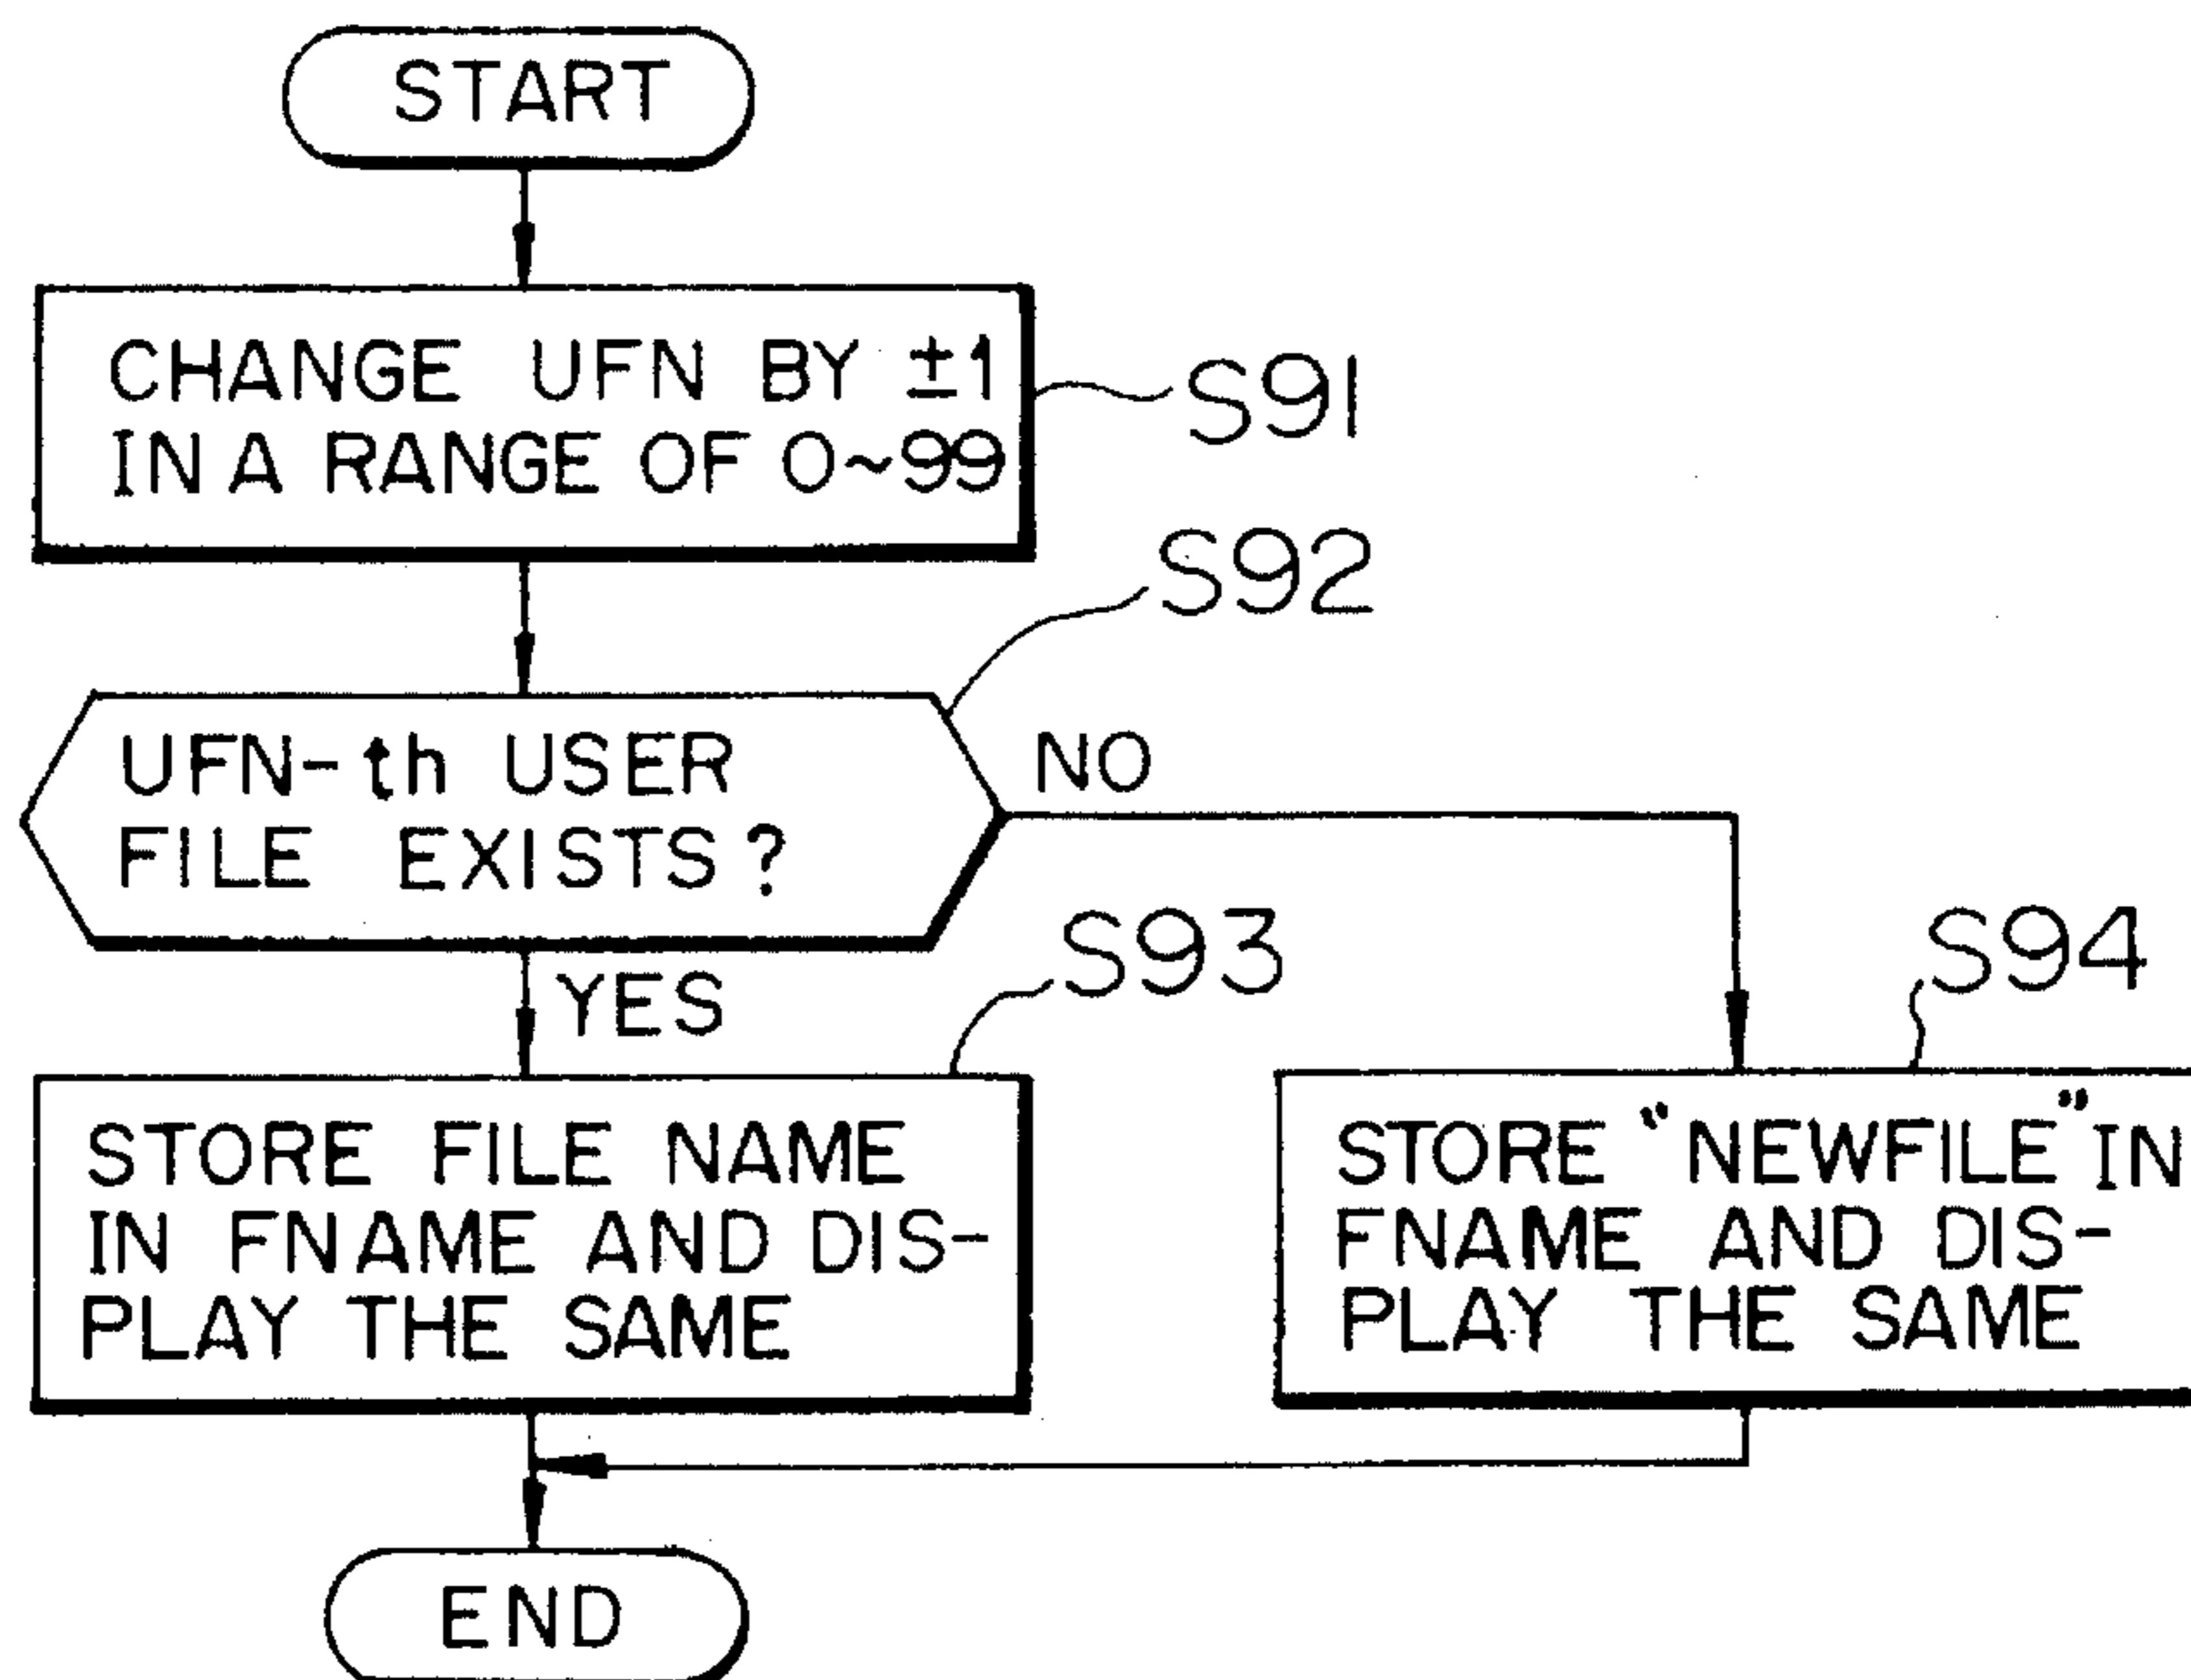 START
CHANGE UFN BY ±1
IN A RANGE OF 0~99
S91
S92
UFN-th USER
FILE EXISTS?
NO
YES
S93
STORE FILE NAME
IN FNAME AND DIS-
PLAY THE SAME
S94
STORE "NEWFILE" IN
FNAME AND DIS-
PLAY THE SAME
END